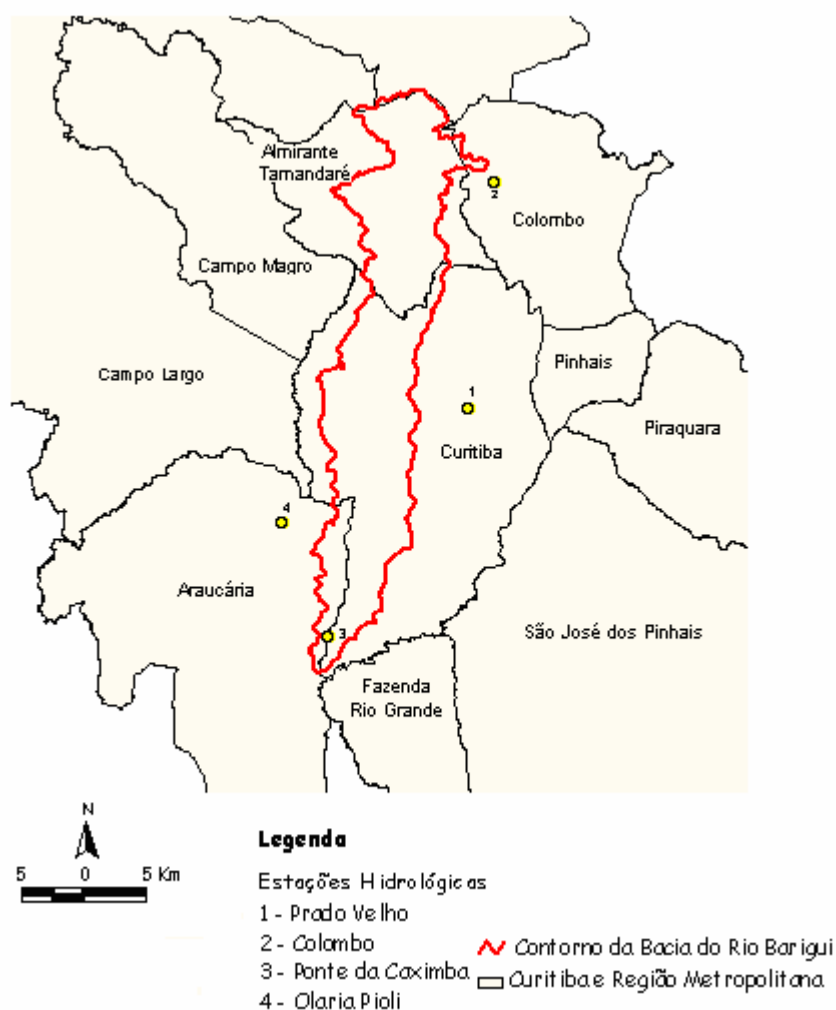 Almirante
Tamandaré
2
Colombo
Campo Magro
Campo Largo
Pinhais
1
Piraquara
Curitiba
4
Araucária
3
São José dos Pinhais
Fazenda
Rio Grande
N
5 0 5 Km
Legenda
Estações Hidrológicas
1 - Prado Velho
2 - Colombo
3 - Ponte da Caximba
4 - Olaria Pioli
Contorno da Bacia do Rio Barigui
Curitiba e Região Metropolitana